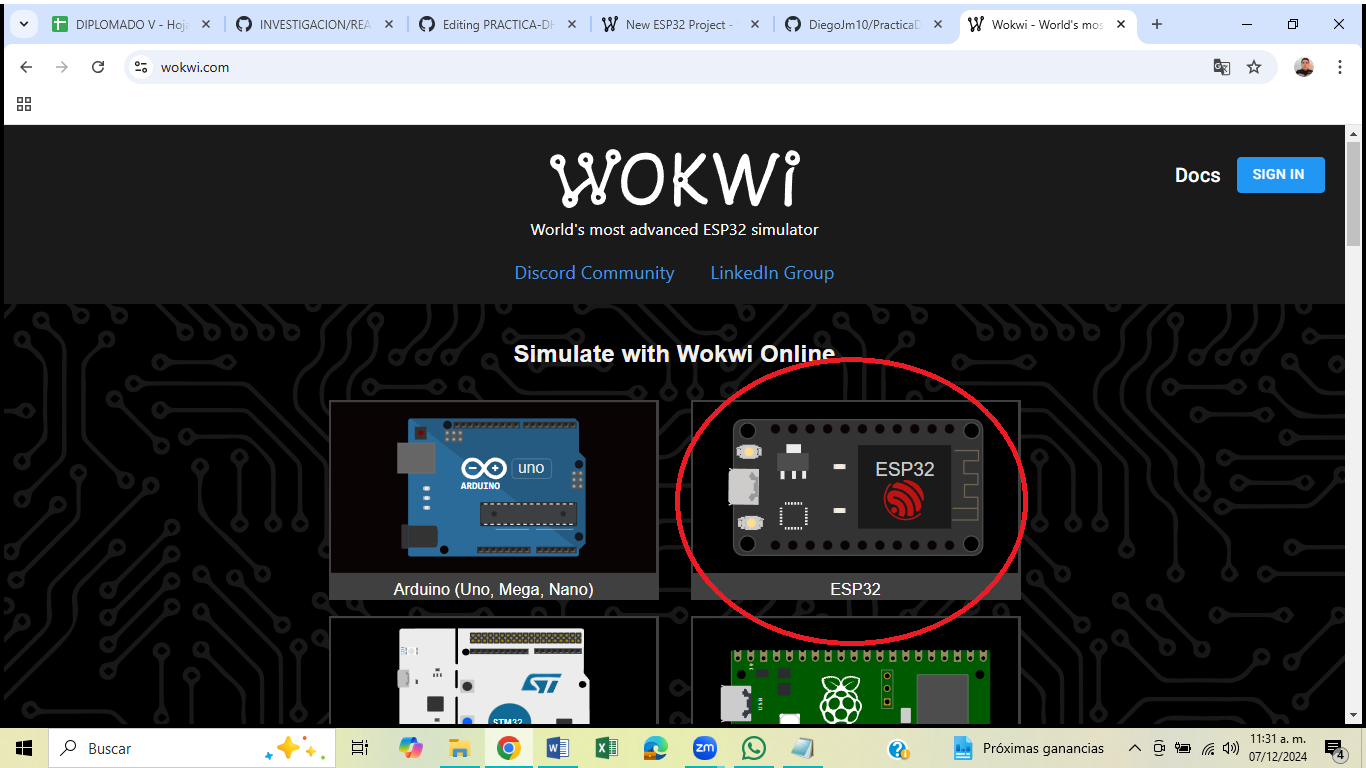 DIPLOMADO V - Hoja
INVESTIGACION/REA
Editing PRACTICA-DH
New ESP32 Project -
DiegoJm10/PracticaD
Wokwi - World's mos
wokwi.com
WOKWi
Docs
SIGN IN
World's most advanced ESP32 simulator
Discord Community
LinkedIn Group
Simulate with Wokwi Online
uno
ARDUINO
ESP32
Arduino (Uno, Mega, Nano)
ESP32
STM32
USB
Buscar
zm
Próximas ganancias
11:31 a. m.
07/12/2024
4